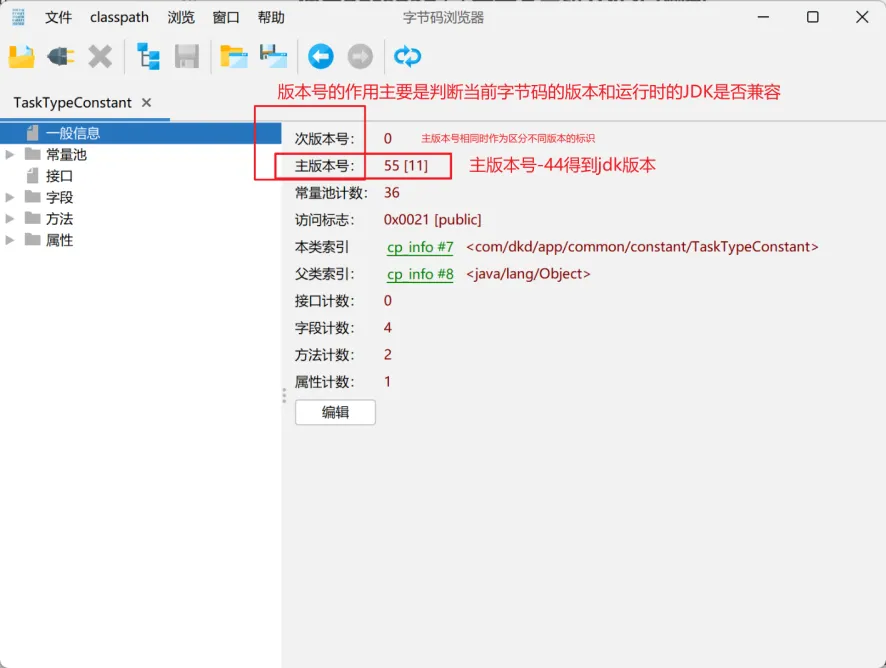 文件 classpath 浏览 窗口 帮助 字节码浏览器
版本号的作用主要是判断当前字节码的版本和运行时的JDK是否兼容
TaskTypeConstant
一般信息
常量池
接口
字段
方法
属性
次版本号: 0 主版本号相同时作为区分不同版本的标识
主版本号: 55 [11] 主版本号-44得到jdk版本
常量池计数: 36
访问标志: 0x0021 [public]
本类索引 cp_info #7 <com/dkd/app/common/constant/TaskTypeConstant>
父类索引: cp_info #8 <java/lang/Object>
接口计数: 0
字段计数: 4
方法计数: 2
属性计数: 1
编辑